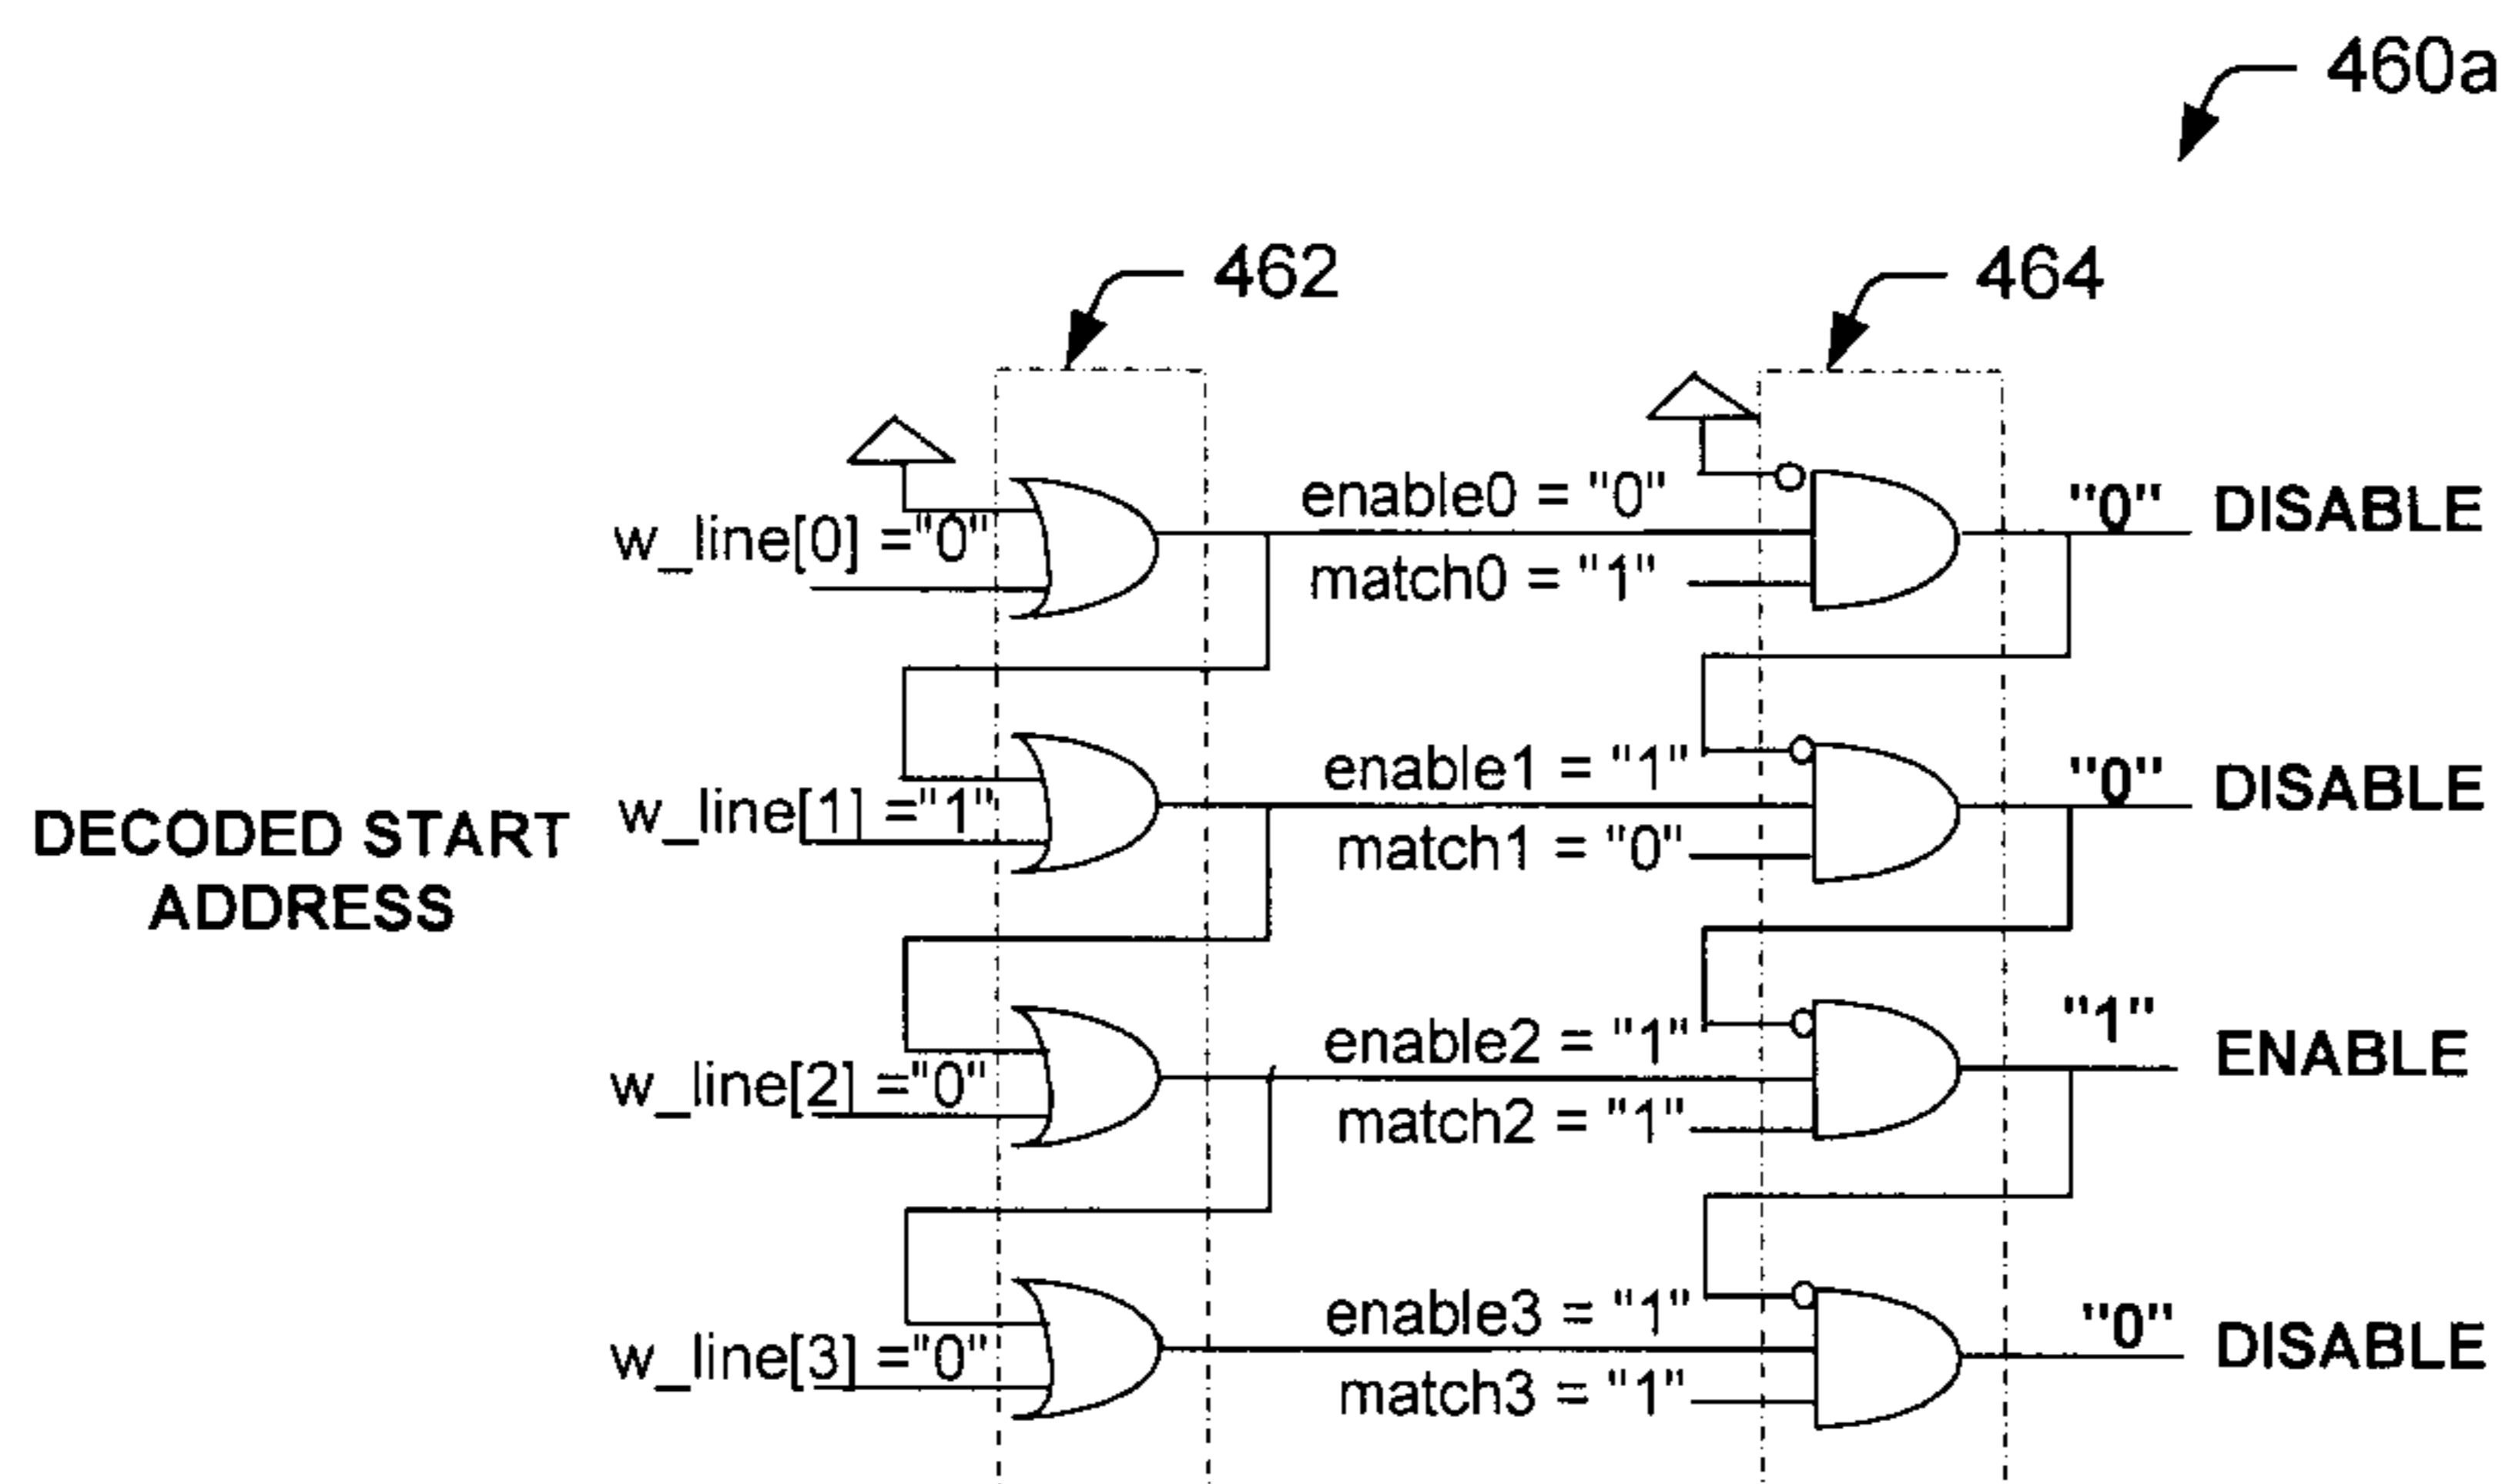 460a
462
464
w_line[0] ="0"
enable0 = "0"
match0 = "1"
"0" DISABLE
DECODED START
ADDRESS
w_line[1] ="1"
enable1 = "1"
match1 = "0"
"0" DISABLE
w_line[2] ="0"
enable2 = "1"
match2 = "1"
"1"
ENABLE
w_line[3] ="0"
enable3 = "1"
match3 = "1"
"0" DISABLE